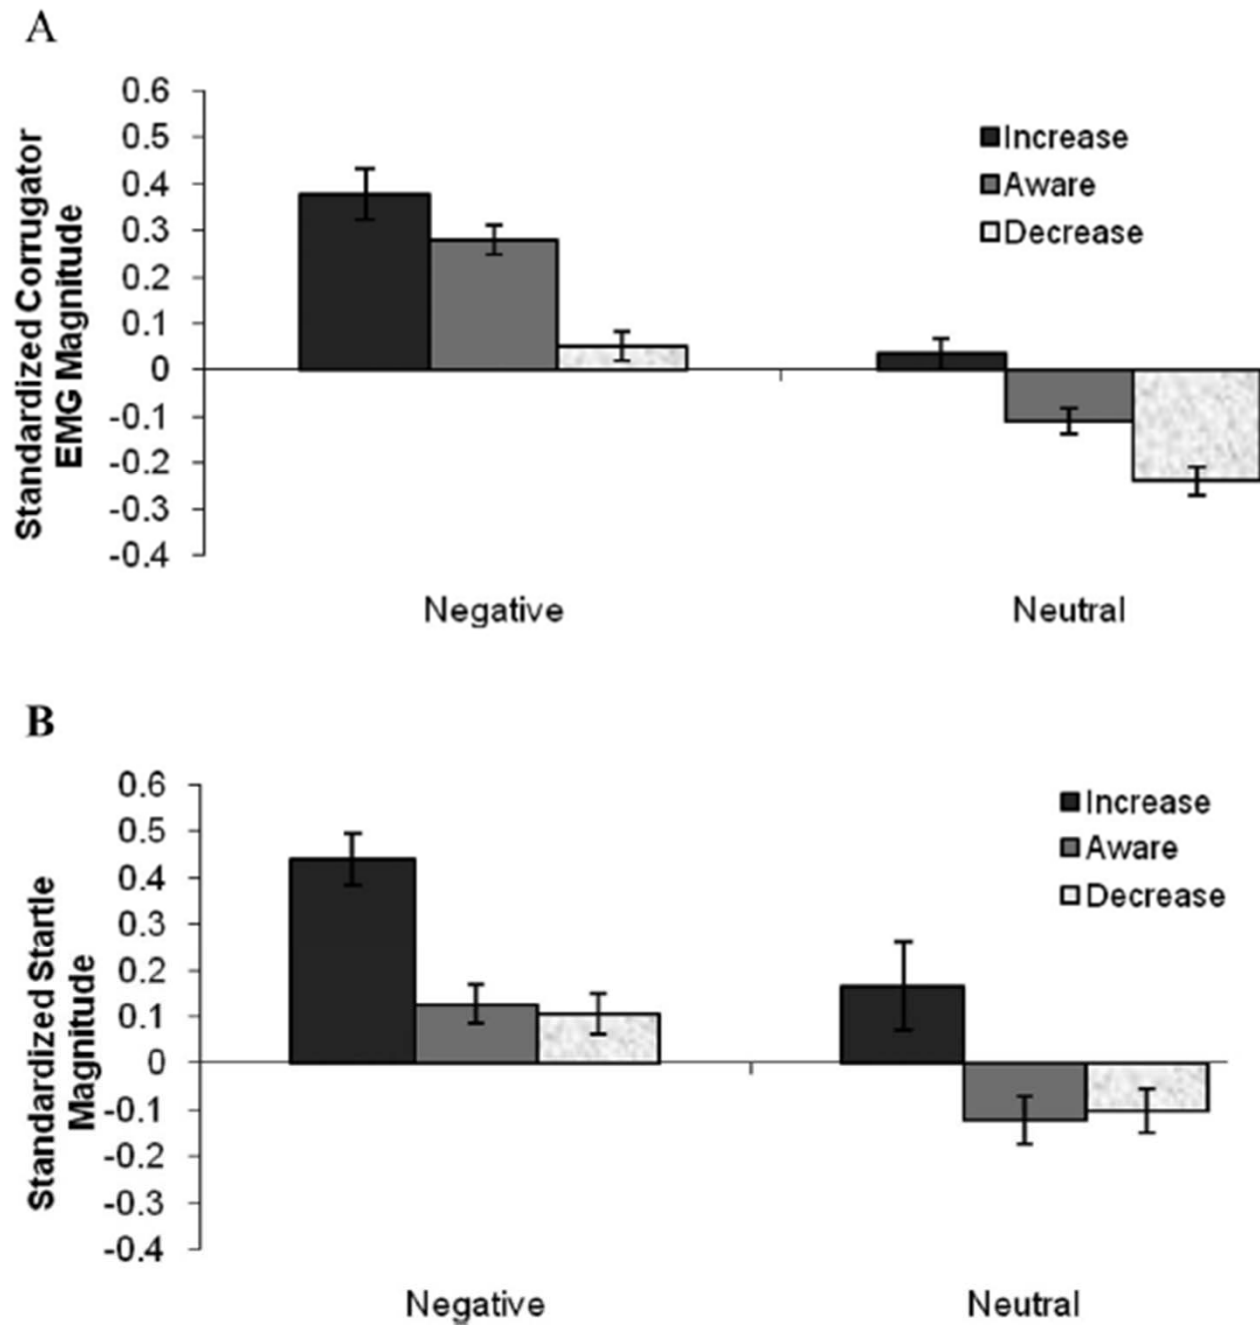 A
Standardized Corrugator
EMG Magnitude
0.6
0.5
0.4
0.3
0.2
0.1
0
-0.1
-0.2
-0.3
-0.4
Increase
Aware
Decrease
Negative
Neutral
B
Standardized Startle
Magnitude
0.6
0.5
0.4
0.3
0.2
0.1
0
-0.1
-0.2
-0.3
-0.4
Increase
Aware
Decrease
Negative
Neutral